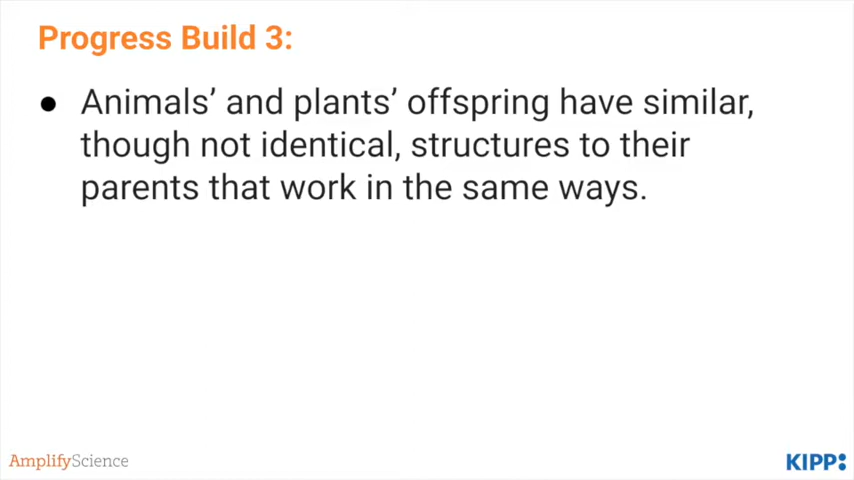 Progress Build 3:
● Animals’ and plants’ offspring have similar,
though not identical, structures to their
parents that work in the same ways.
AmplifyScience
KIPP: